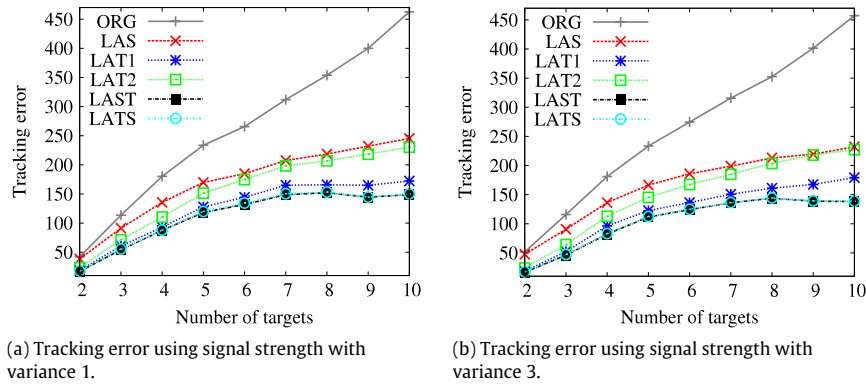 450
400
350
300
250
200
150
100
50
Tracking error
ORG
LAS
LAT1
LAT2
LAST
LATS
2 3 4 5 6 7 8 9 10
Number of targets
(a) Tracking error using signal strength with
variance 1.
450
400
350
300
250
200
150
100
50
Tracking error
ORG
LAS
LAT1
LAT2
LAST
LATS
2 3 4 5 6 7 8 9 10
Number of targets
(b) Tracking error using signal strength with
variance 3.